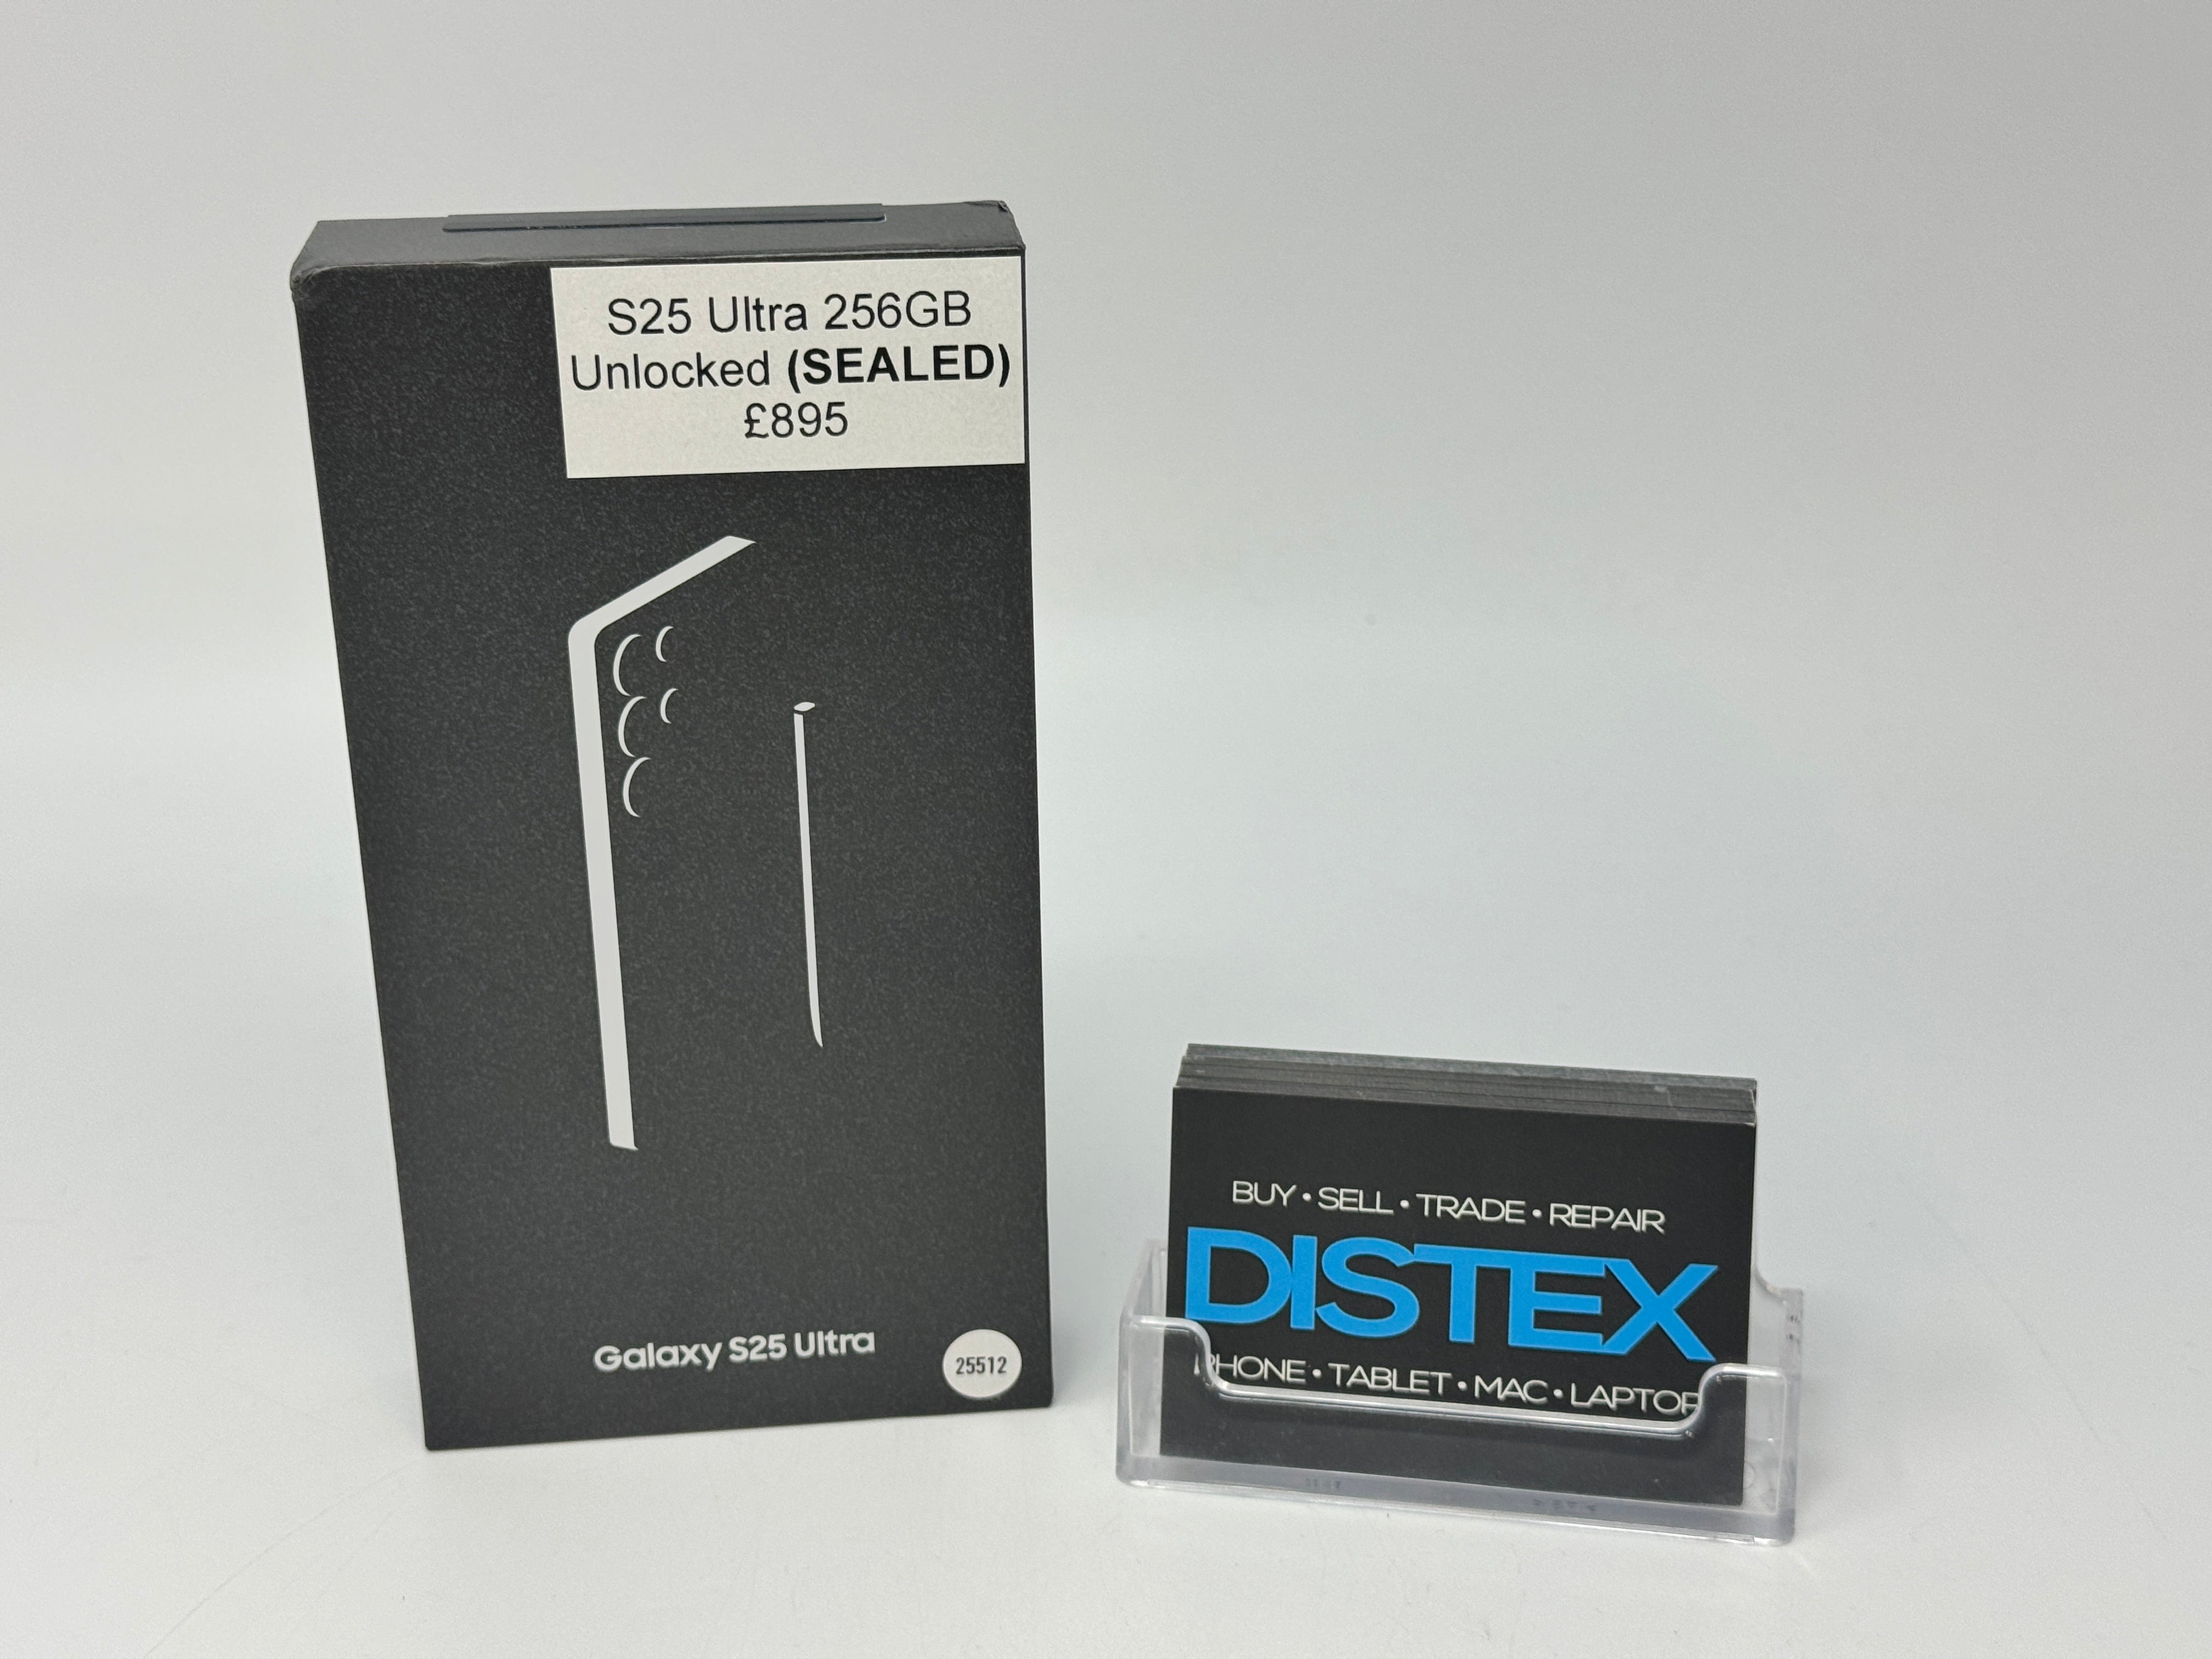 S25 Ultra 256GB
Unlocked (SEALED)
£895
Galaxy S25 Ultra
25512
BUY • SELL • TRADE • REPAIR
DISTEX
PHONE • TABLET • MAC • LAPTOP